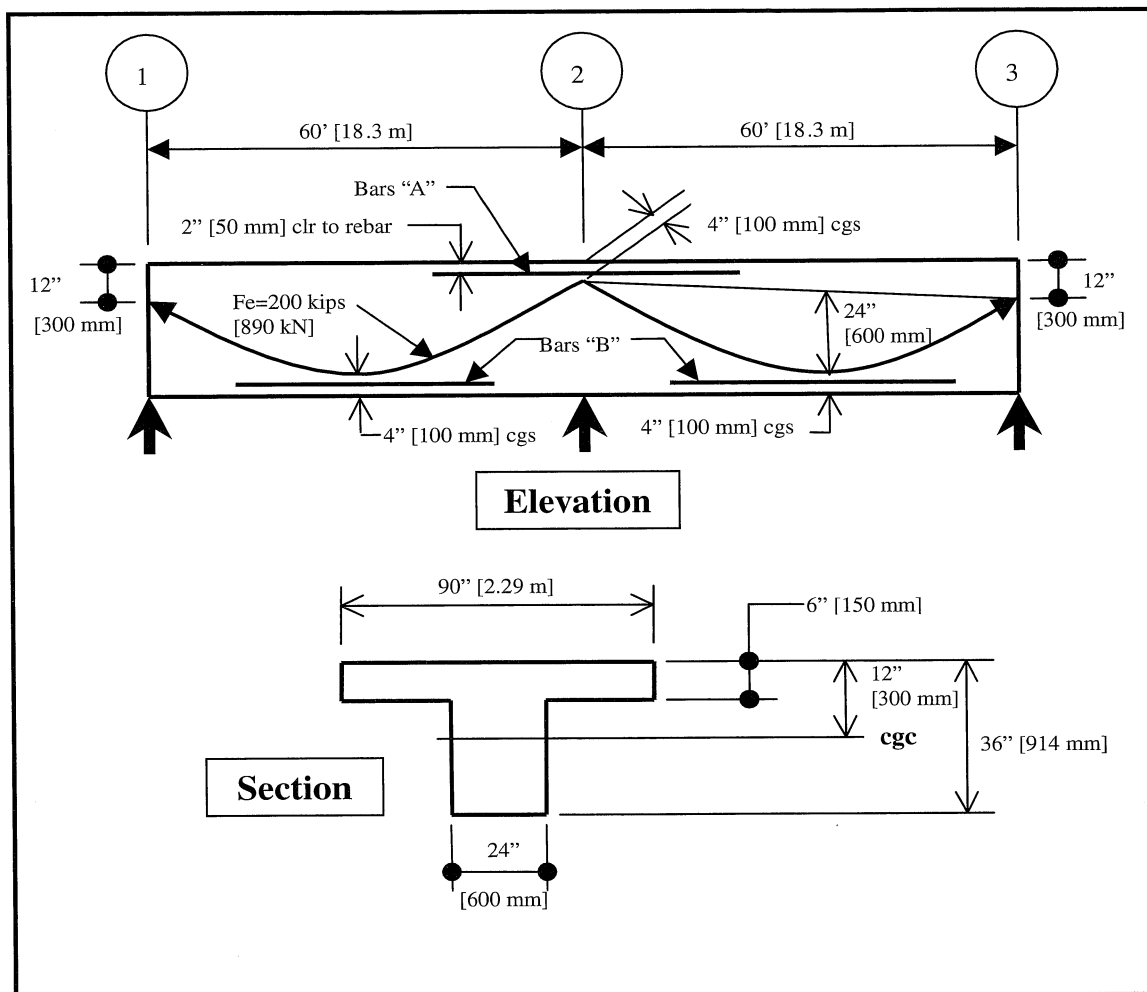 1
2
3
60’ [18.3 m]
60’ [18.3 m]
Bars “A”
2” [50 mm] clr to rebar
4” [100 mm] cgs
12”
[300 mm]
Fe=200 kips
[890 kN]
24”
[600 mm]
12”
[300 mm]
Bars “B”
4” [100 mm] cgs
4” [100 mm] cgs
Elevation
90” [2.29 m]
6” [150 mm]
12”
[300 mm]
cgc
36” [914 mm]
Section
24”
[600 mm]